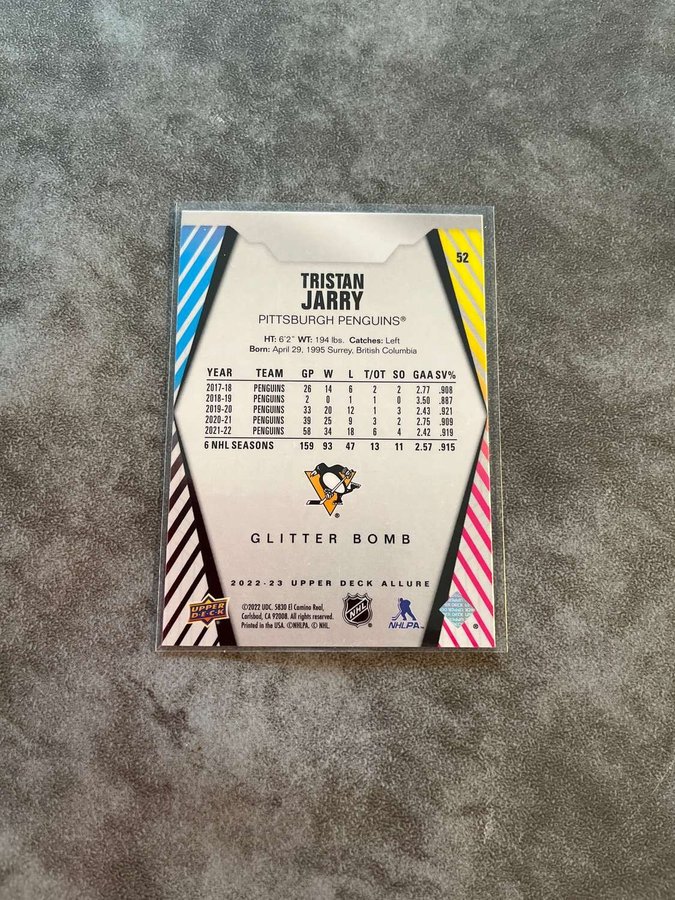 52
TRISTAN
JARRY
PITTSBURGH PENGUINS®
HT: 6'2" WT: 194 lbs. Catches: Left
Born: April 29, 1995 Surrey, British Columbia
YEAR TEAM GP W L T/OT SO GAA SV%
2017-18 PENGUINS 26 14 6 2 2 2.77 .908
2018-19 PENGUINS 2 0 1 1 0 3.50 .887
2019-20 PENGUINS 33 20 12 1 3 2.43 .921
2020-21 PENGUINS 39 25 9 3 2 2.75 .909
2021-22 PENGUINS 58 34 18 6 4 2.42 .919
6 NHL SEASONS 159 93 47 13 11 2.57 .915
®
GLITTER BOMB
2022-23 UPPER DECK ALLURE
UPPER
DECK
©2022 UDC. 5830 El Camino Real,
Carlsbad, CA 92008. All rights reserved.
Printed in the USA. ©NHLPA. © NHL.
NHL
NHLPA™
®